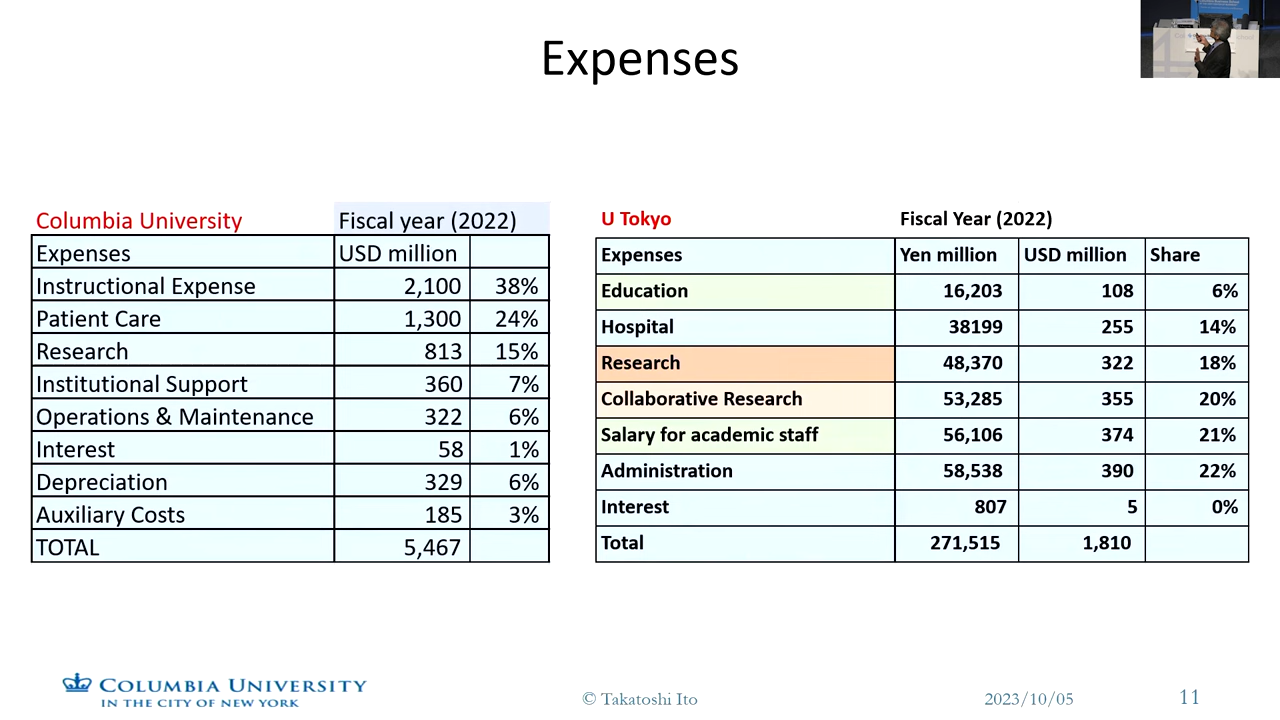 Expenses
Columbia University Fiscal year (2022)
Expenses USD million
Instructional Expense 2,100 38%
Patient Care 1,300 24%
Research 813 15%
Institutional Support 360 7%
Operations & Maintenance 322 6%
Interest 58 1%
Depreciation 329 6%
Auxiliary Costs 185 3%
TOTAL 5,467
U Tokyo Fiscal Year (2022)
Expenses Yen million USD million Share
Education 16,203 108 6%
Hospital 38199 255 14%
Research 48,370 322 18%
Collaborative Research 53,285 355 20%
Salary for academic staff 56,106 374 21%
Administration 58,538 390 22%
Interest 807 5 0%
Total 271,515 1,810
COLUMBIA UNIVERSITY
IN THE CITY OF NEW YORK
© Takatoshi Ito
2023/10/05
11